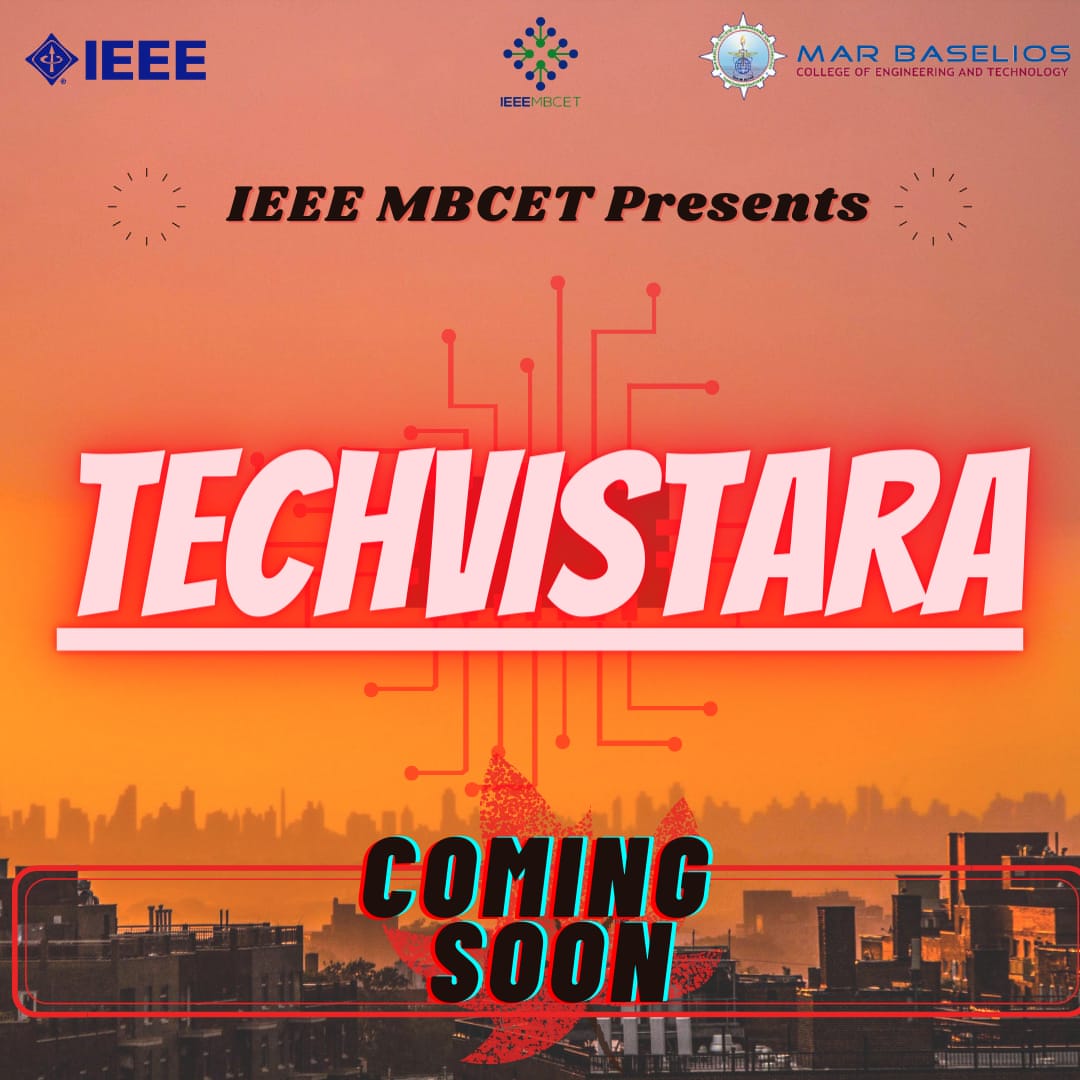 IEEE
IEEEMBCET
MAR BASELIOS
COLLEGE OF ENGINEERING AND TECHNOLOGY
IEEE MBCET Presents
TECHVISTARA
COMING
SOON